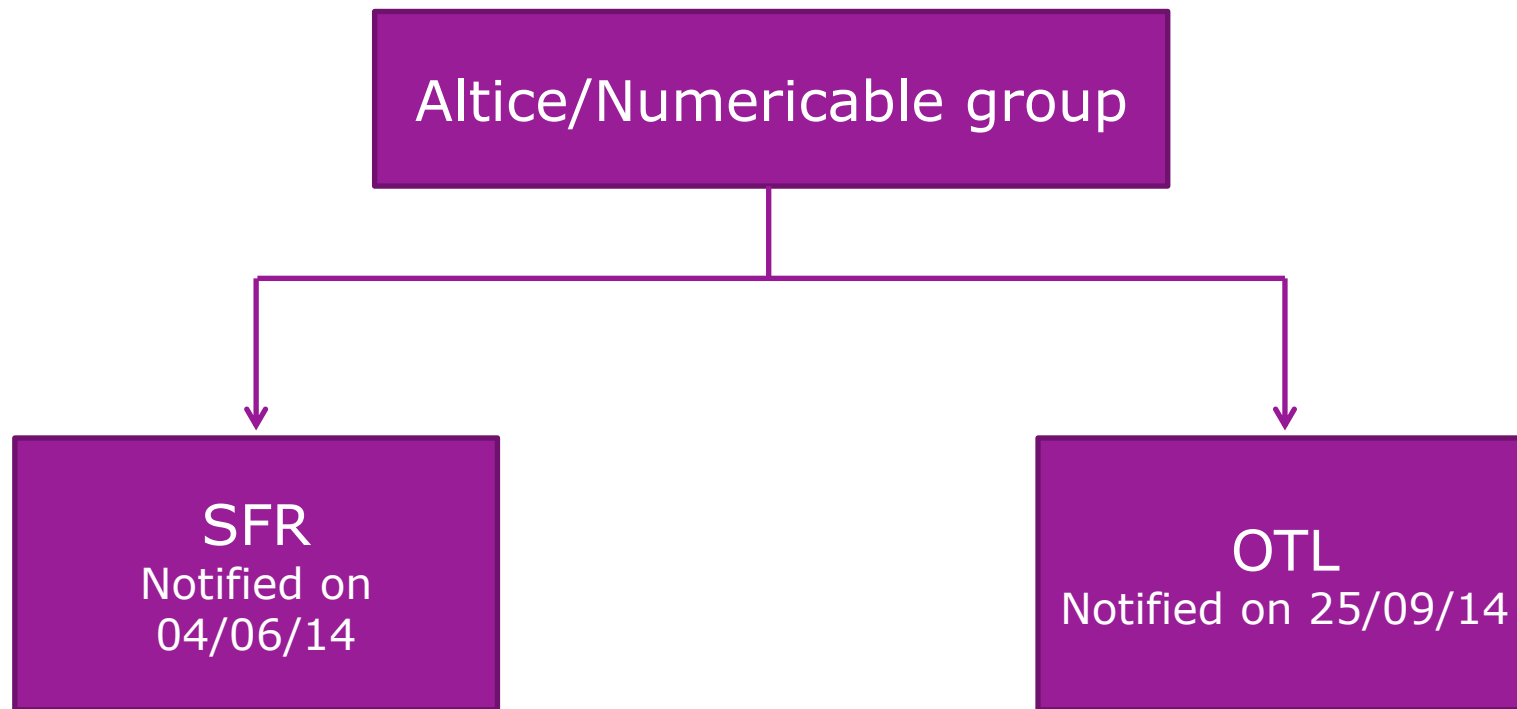 Altice/Numericable group
SFR
Notified on
04/06/14
OTL
Notified on 25/09/14